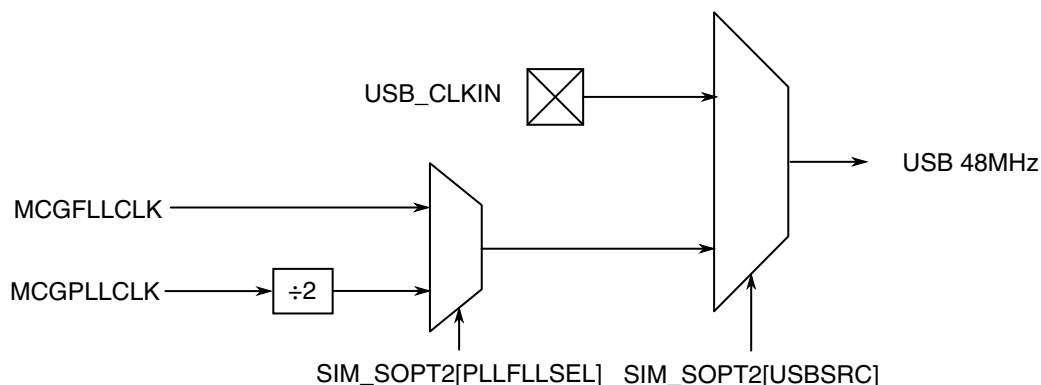 USB_CLKIN
USB 48MHz
MCGFLLCLK
MCGPLLCLK
÷2
SIM_SOPT2[PLLFLLSEL]
SIM_SOPT2[USBSRC]